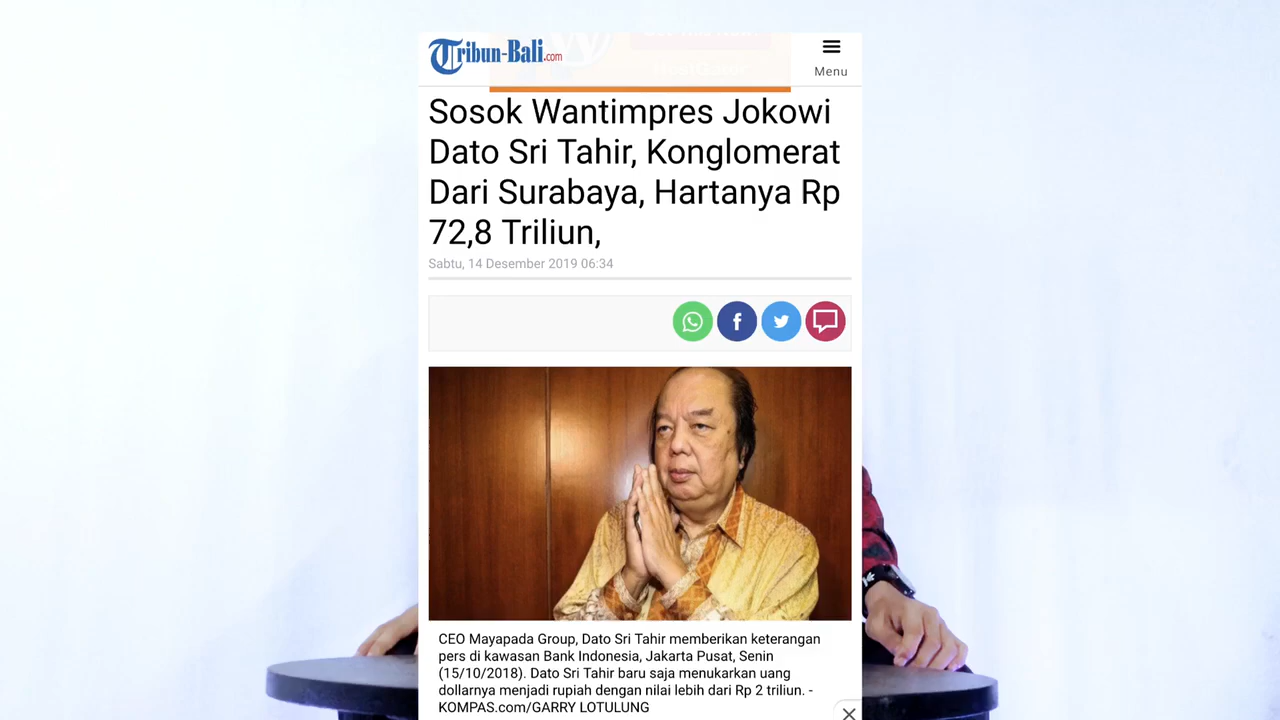 Tribun-Bali.com
Menu
Sosok Wantimpres Jokowi
Dato Sri Tahir, Konglomerat
Dari Surabaya, Hartanya Rp
72,8 Triliun,
Sabtu, 14 Desember 2019 06:34
CEO Mayapada Group, Dato Sri Tahir memberikan keterangan
pers di kawasan Bank Indonesia, Jakarta Pusat, Senin
(15/10/2018). Dato Sri Tahir baru saja menukarkan uang
dollarnya menjadi rupiah dengan nilai lebih dari Rp 2 triliun. -
KOMPAS.com/GARRY LOTULUNG